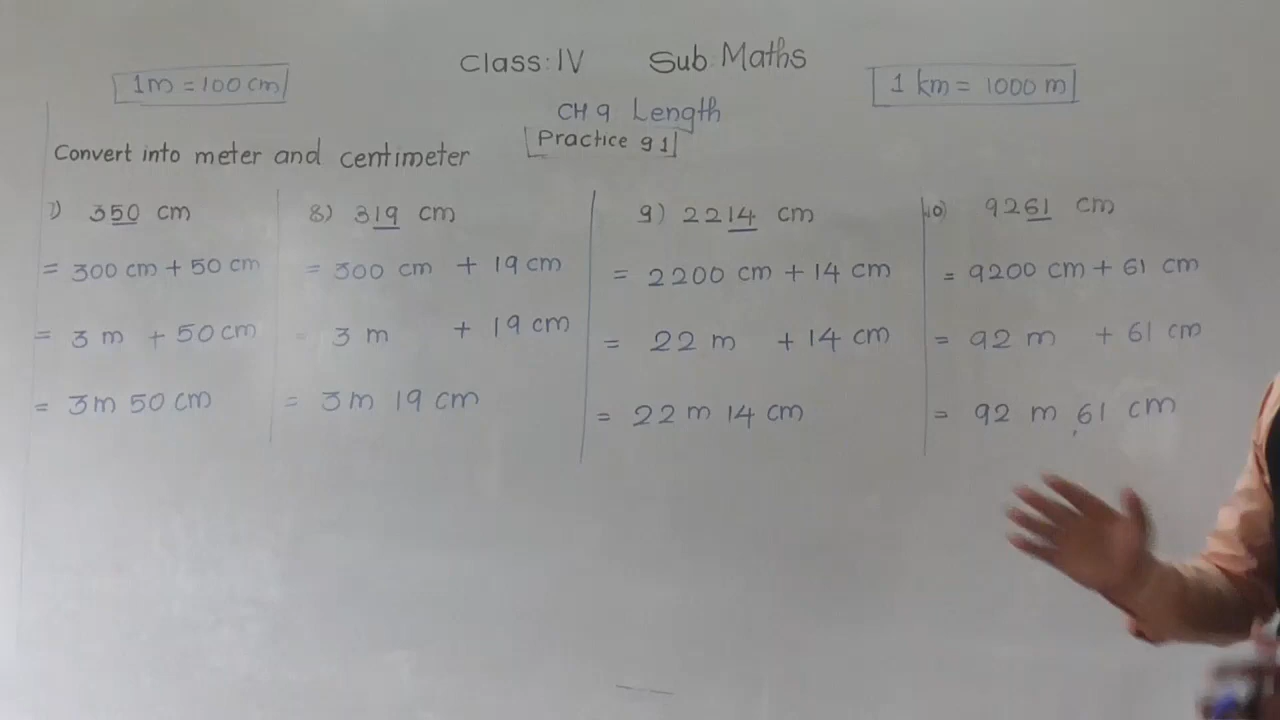 Class: IV Sub Maths
1m = 100 cm
1 km = 1000 m
CH 9 Length
Practice 9 1
Convert into meter and centimeter
7) 350 cm
= 300 cm + 50 cm
= 3 m + 50 cm
= 3m 50 cm
8) 319 cm
= 300 cm + 19 cm
= 3 m + 19 cm
= 3 m 19 cm
9) 2214 cm
= 2200 cm + 14 cm
= 22 m + 14 cm
= 22 m 14 cm
10) 9261 cm
= 9200 cm + 61 cm
= 92 m + 61 cm
= 92 m 61 cm